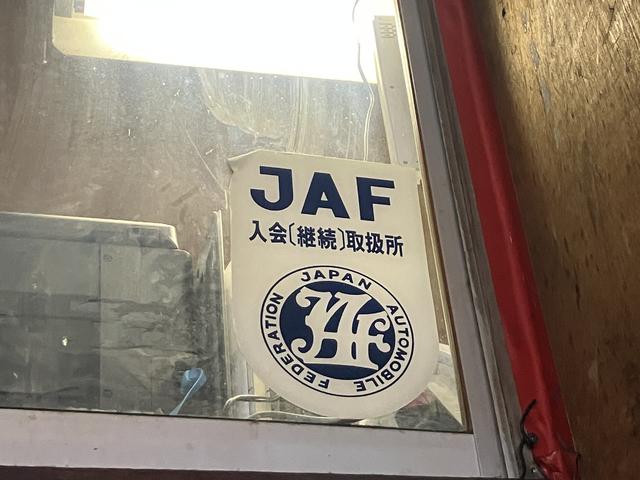 JAF
入会〔継続〕取扱所
JAPAN AUTOMOBILE FEDERATION
JAF